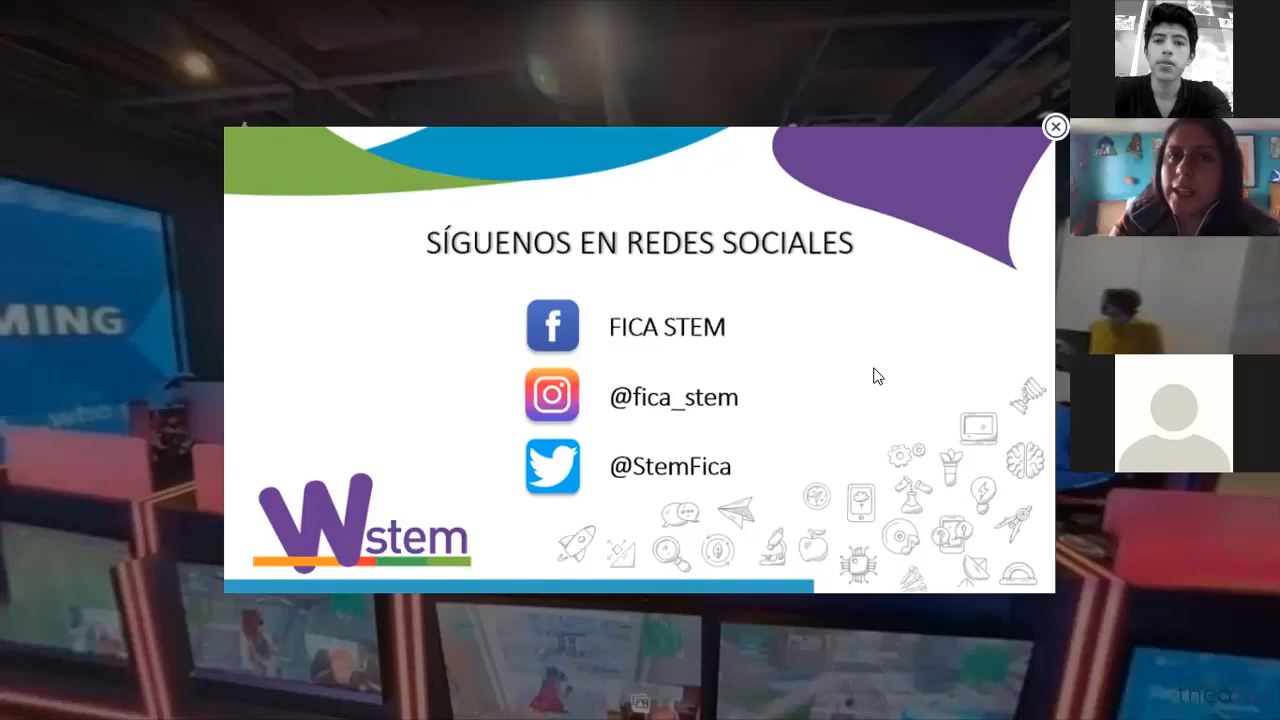 SÍGUENOS EN REDES SOCIALES
FICA STEM
@fica_stem
@StemFica
Wstem
MING